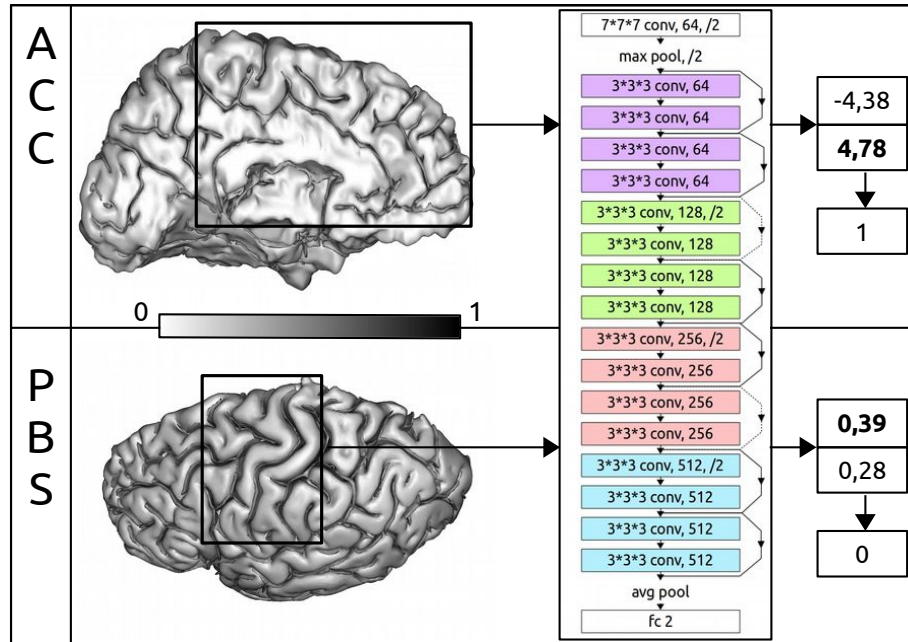 A
C
C
0
1
P
B
S
7*7*7 conv, 64, /2
max pool, /2
3*3*3 conv, 64
3*3*3 conv, 64
3*3*3 conv, 64
3*3*3 conv, 64
3*3*3 conv, 128, /2
3*3*3 conv, 128
3*3*3 conv, 128
3*3*3 conv, 128
3*3*3 conv, 256, /2
3*3*3 conv, 256
3*3*3 conv, 256
3*3*3 conv, 256
3*3*3 conv, 512, /2
3*3*3 conv, 512
3*3*3 conv, 512
3*3*3 conv, 512
avg pool
fc 2
-4,38
4,78
1
0,39
0,28
0